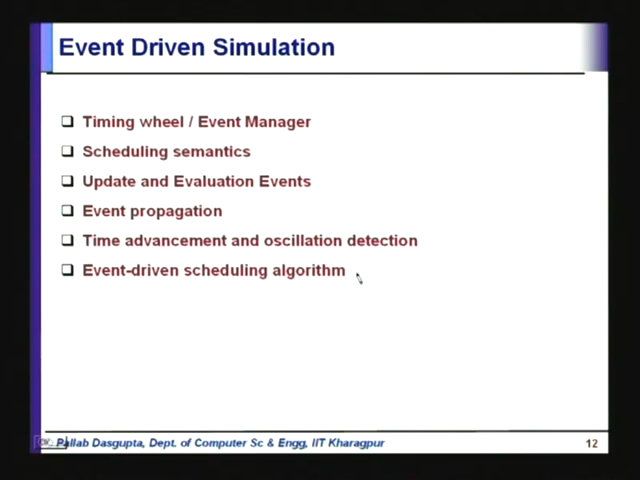 Event Driven Simulation
Timing wheel / Event Manager
Scheduling semantics
Update and Evaluation Events
Event propagation
Time advancement and oscillation detection
Event-driven scheduling algorithm
Pallab Dasgupta, Dept. of Computer Sc & Engg, IIT Kharagpur
12